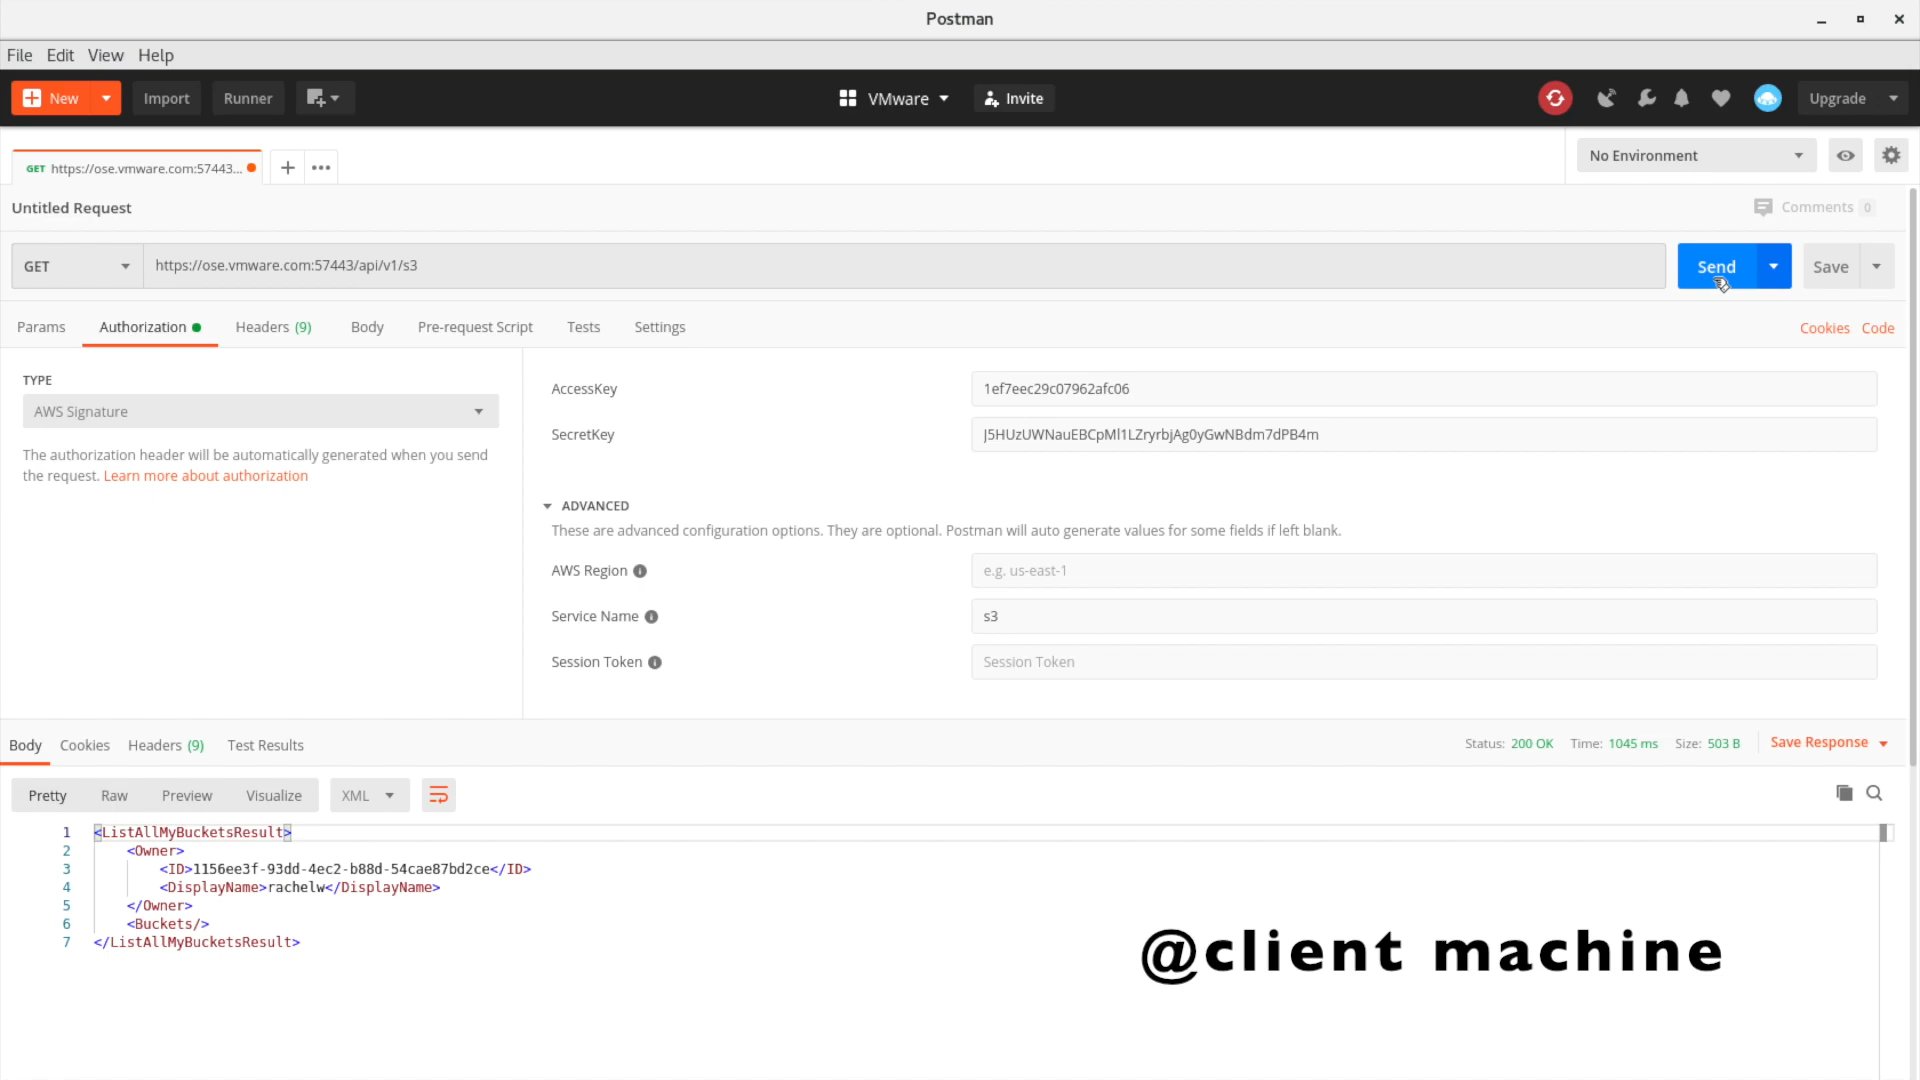 Postman
File Edit View Help
New Import Runner VMware Invite Upgrade
GET https://ose.vmware.com:57443... No Environment
Untitled Request Comments 0
GET https://ose.vmware.com:57443/api/v1/s3 Send Save
Params Authorization Headers (9) Body Pre-request Script Tests Settings Cookies Code
TYPE
AWS Signature
The authorization header will be automatically generated when you send
the request. Learn more about authorization
AccessKey 1ef7eec29c07962afc06
SecretKey J5HUzUWNauEBCpMl1LZryrbjAg0yGwNBdm7dPB4m
ADVANCED
These are advanced configuration options. They are optional. Postman will auto generate values for some fields if left blank.
AWS Region e.g. us-east-1
Service Name s3
Session Token Session Token
Body Cookies Headers (9) Test Results Status: 200 OK Time: 1045 ms Size: 503 B Save Response
Pretty Raw Preview Visualize XML
1 <ListAllMyBucketsResult>
2 <Owner>
3 <ID>1156ee3f-93dd-4ec2-b88d-54cae87bd2ce</ID>
4 <DisplayName>rachelw</DisplayName>
5 </Owner>
6 <Buckets/>
7 </ListAllMyBucketsResult>
@client machine